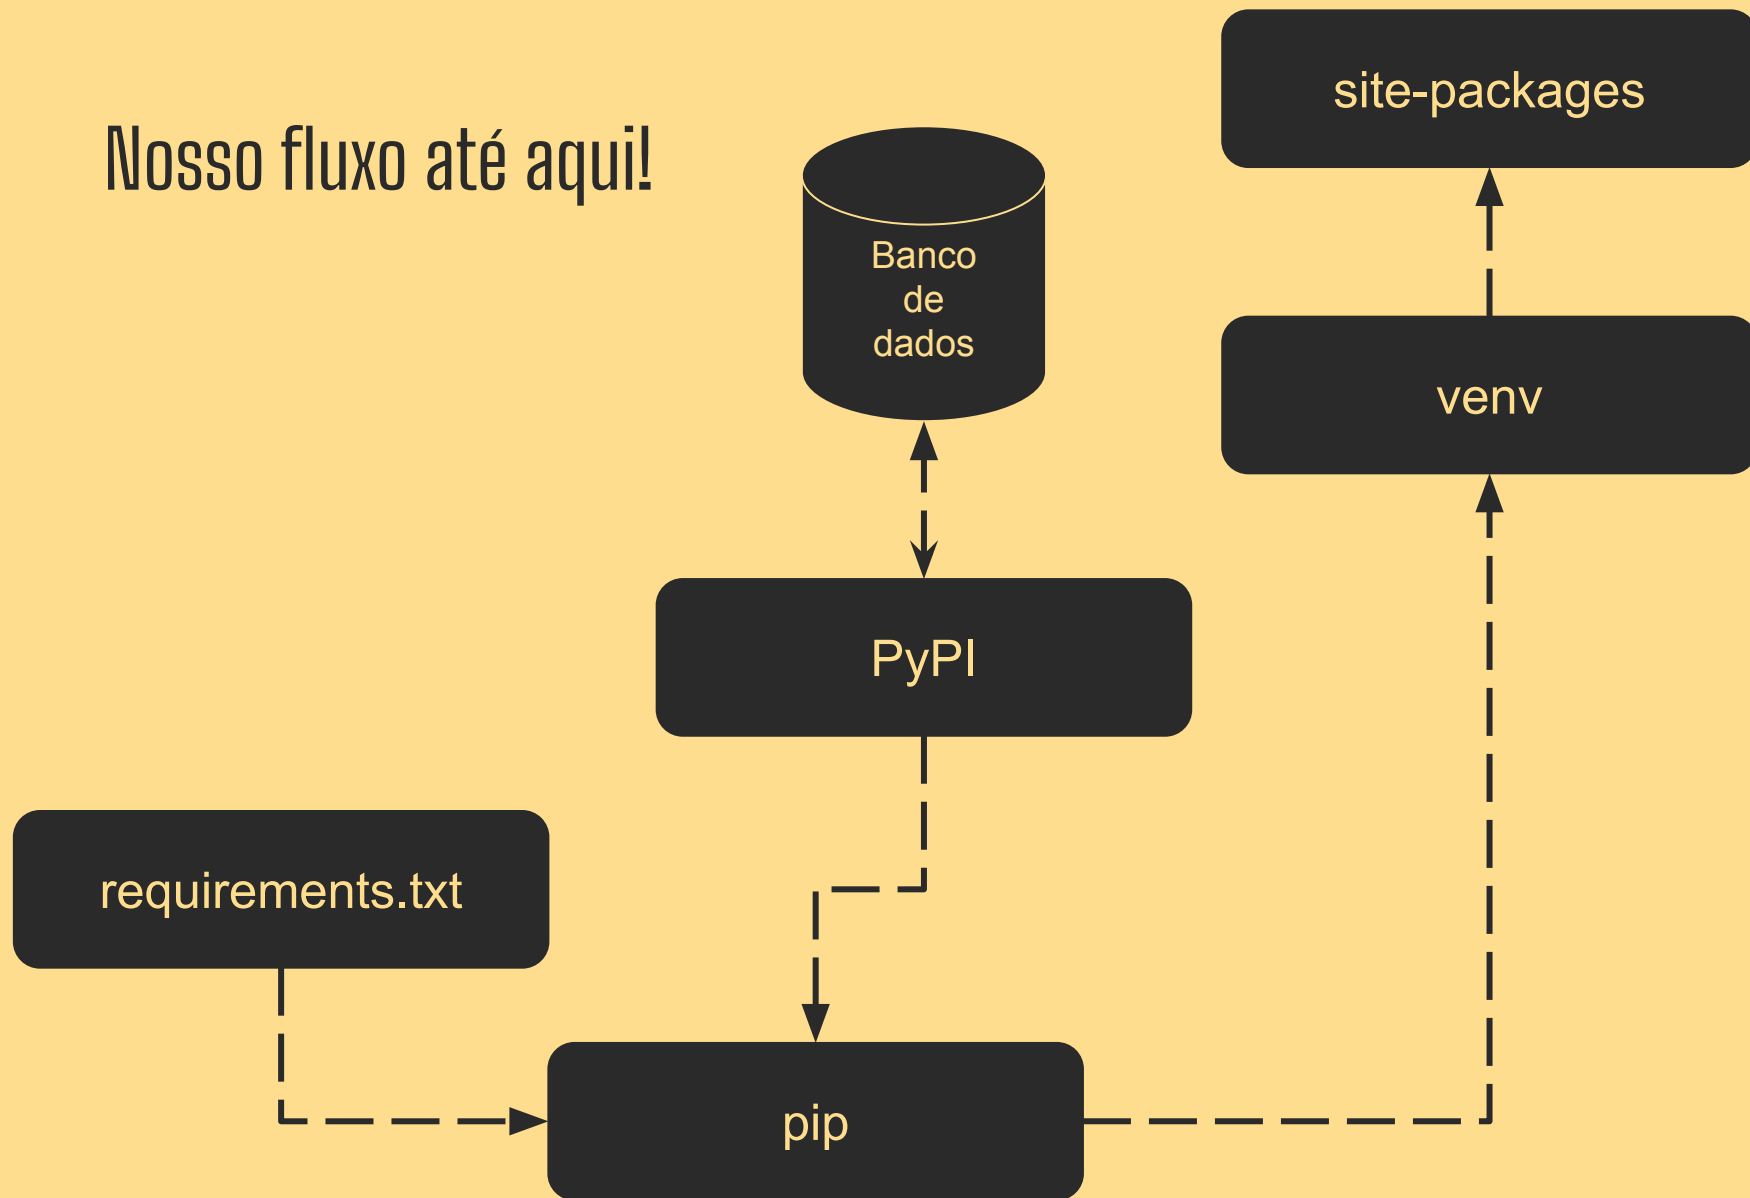 Nosso fluxo até aqui!
site-packages
Banco
de
dados
venv
PyPI
requirements.txt
pip